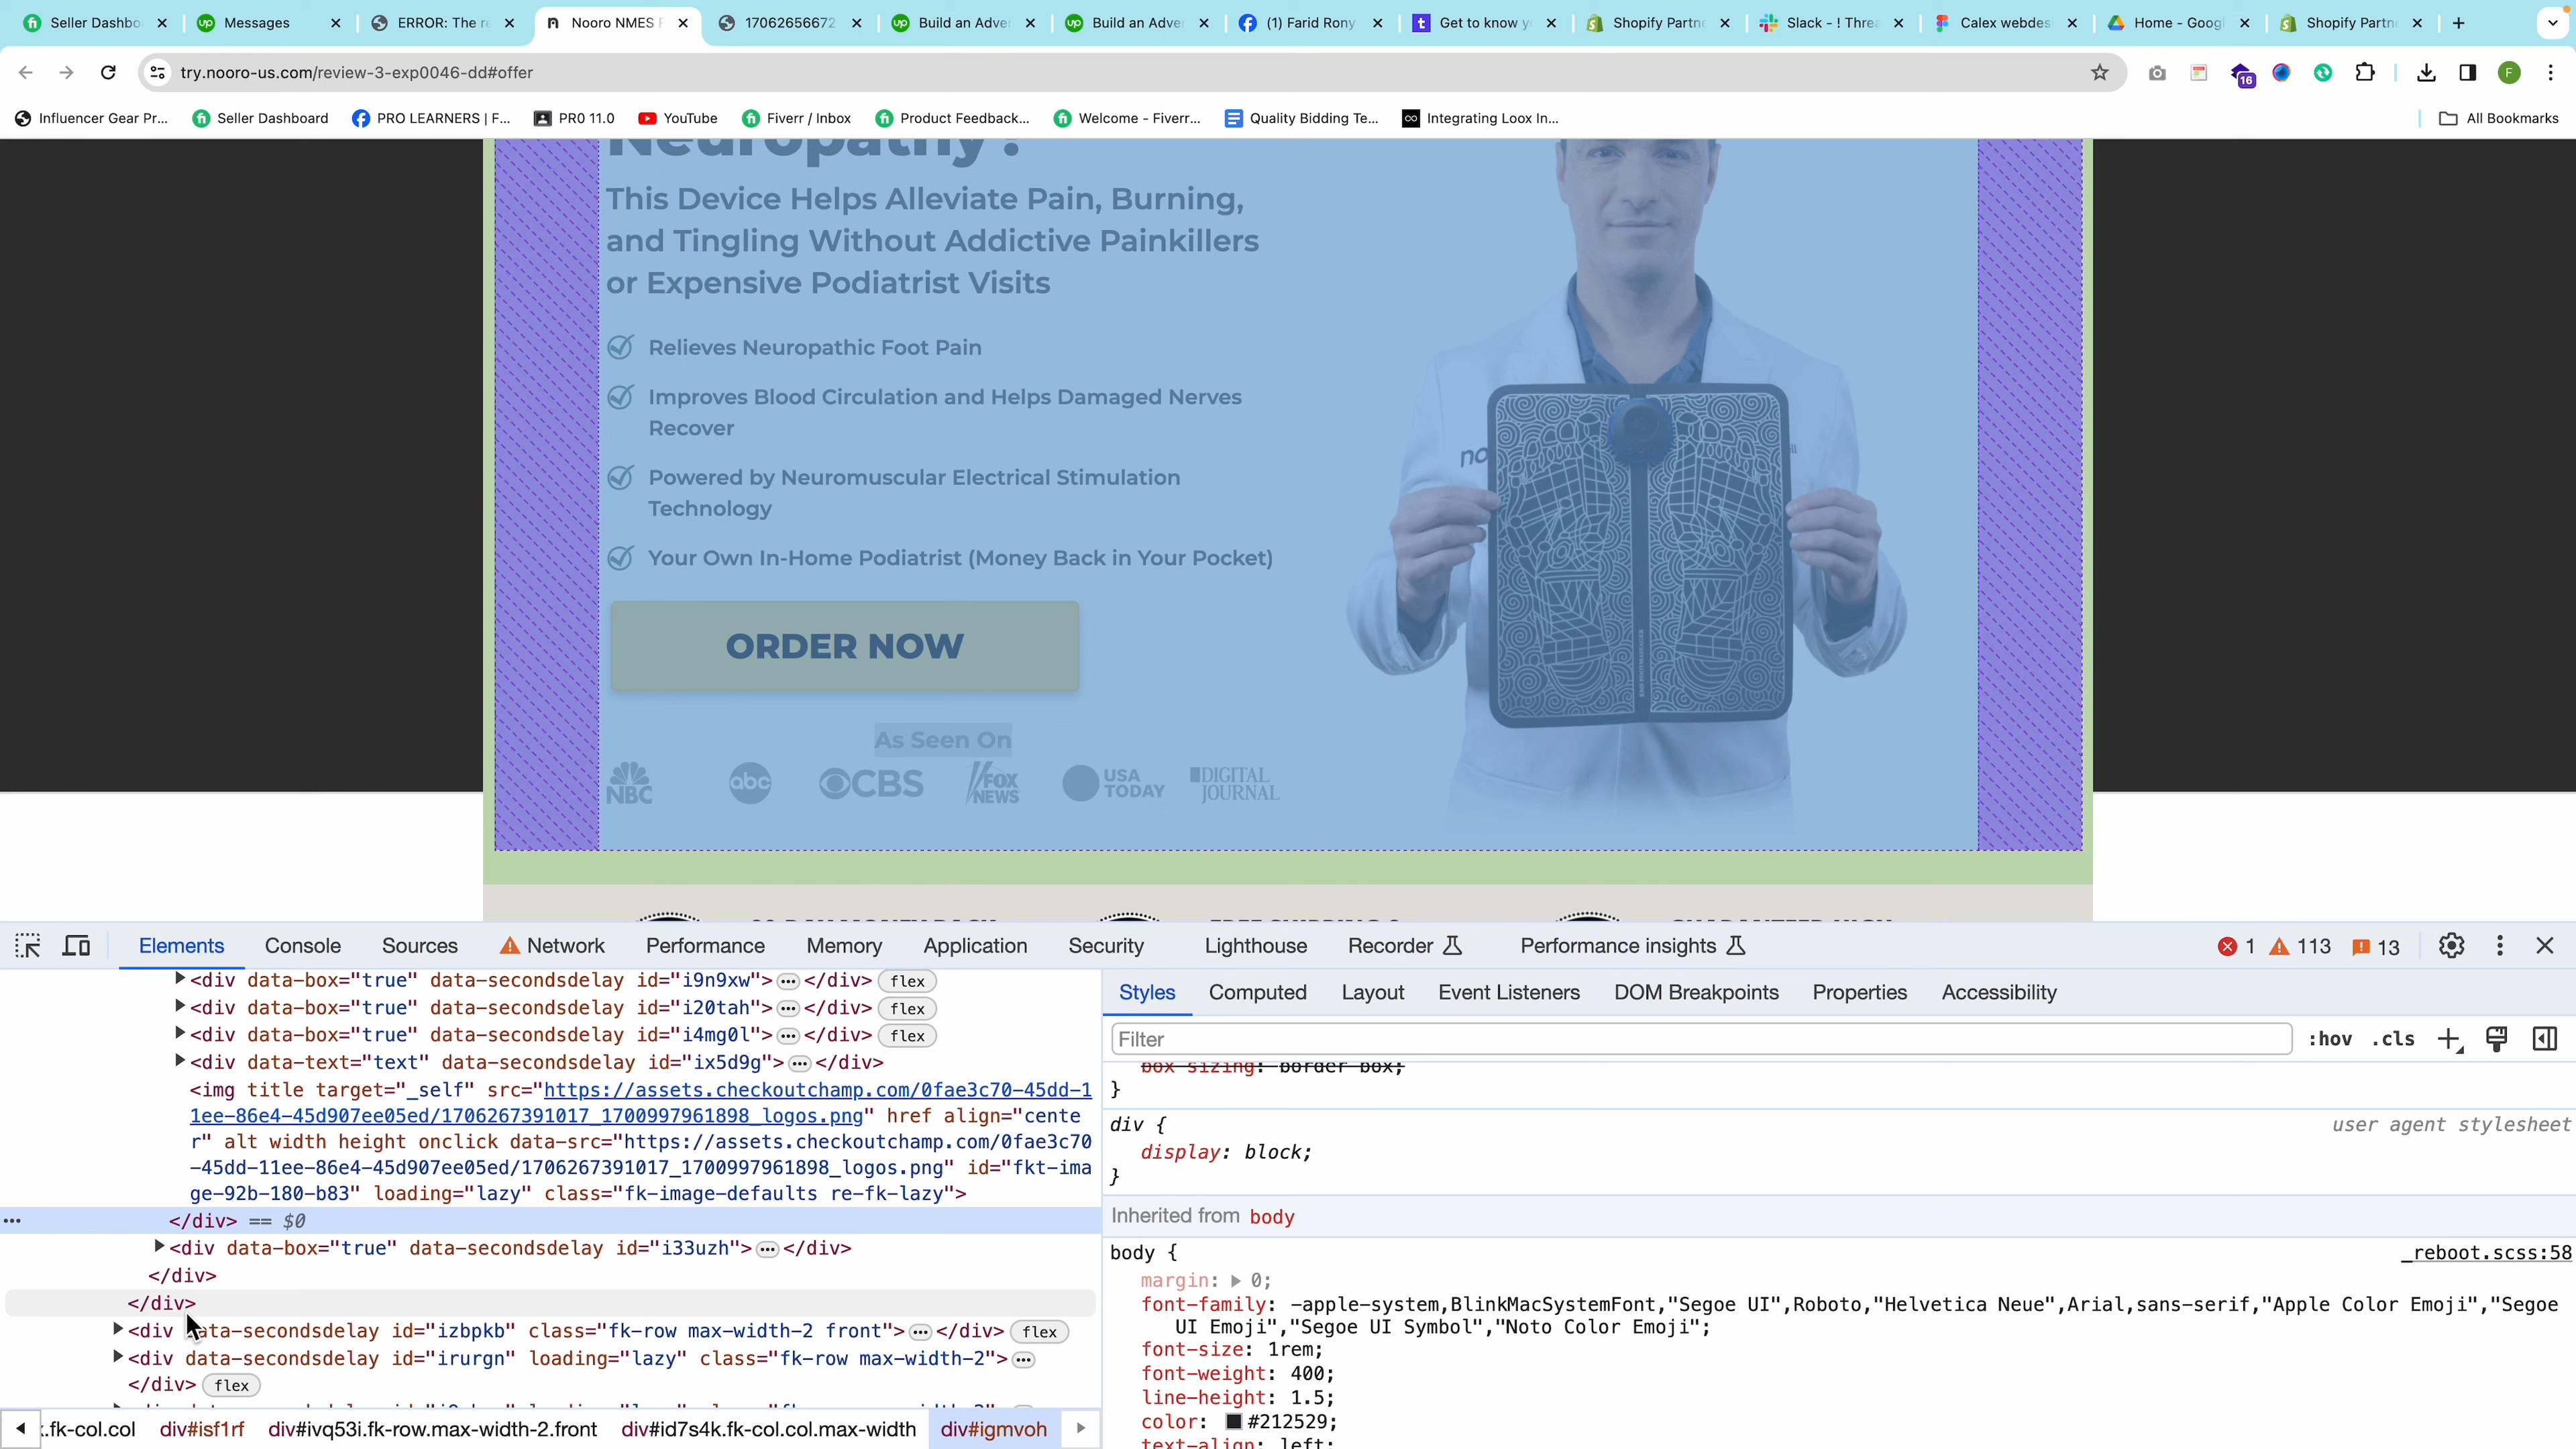 Seller Dashbo
Messages
ERROR: The re
Nooro NMES F
17062656672
Build an Adve
Build an Adve
(1) Farid Rony
Get to know y
Shopify Partne
Slack - ! Threa
Calex webdes
Home - Googl
Shopify Partn
try.nooro-us.com/review-3-exp0046-dd#offer
16
F
Influencer Gear Pr...
Seller Dashboard
PRO LEARNERS | F...
PR0 11.0
YouTube
Fiverr / Inbox
Product Feedback...
Welcome - Fiverr...
Quality Bidding Te...
Integrating Loox In...
All Bookmarks
Neuropathy?
This Device Helps Alleviate Pain, Burning,
and Tingling Without Addictive Painkillers
or Expensive Podiatrist Visits
Relieves Neuropathic Foot Pain
Improves Blood Circulation and Helps Damaged Nerves
Recover
Powered by Neuromuscular Electrical Stimulation
Technology
Your Own In-Home Podiatrist (Money Back in Your Pocket)
no
ORDER NOW
As Seen On
NBC
abc
CBS
FOX
NEWS
USA
TODAY
DIGITAL
JOURNAL
Elements
Console
Sources
Network
Performance
Memory
Application
Security
Lighthouse
Recorder
Performance insights
1
113
13
<div data-box="true" data-secondsdelay id="i9n9xw">…</div> flex
<div data-box="true" data-secondsdelay id="i20tah">…</div> flex
<div data-box="true" data-secondsdelay id="i4mg0l">…</div> flex
<div data-text="text" data-secondsdelay id="ix5d9g">…</div>
<img title target="_self" src="https://assets.checkoutchamp.com/0fae3c70-45dd-1
1ee-86e4-45d907ee05ed/1706267391017_1700997961898_logos.png" href align="cente
r" alt width height onclick data-src="https://assets.checkoutchamp.com/0fae3c70
-45dd-11ee-86e4-45d907ee05ed/1706267391017_1700997961898_logos.png" id="fkt-ima
ge-92b-180-b83" loading="lazy" class="fk-image-defaults re-fk-lazy">
</div> == $0
<div data-box="true" data-secondsdelay id="i33uzh">…</div>
</div>
</div>
<div data-secondsdelay id="izbpkb" class="fk-row max-width-2 front">…</div> flex
<div data-secondsdelay id="irurgn" loading="lazy" class="fk-row max-width-2">…
</div> flex
.fk-col.col
div#isf1rf
div#ivq53i.fk-row.max-width-2.front
div#id7s4k.fk-col.col.max-width
div#igmvoh
Styles
Computed
Layout
Event Listeners
DOM Breakpoints
Properties
Accessibility
Filter
:hov
.cls
box-sizing: border-box;
}
div {
user agent stylesheet
display: block;
}
Inherited from body
body {
_reboot.scss:58
margin: 0;
font-family: -apple-system,BlinkMacSystemFont,"Segoe UI",Roboto,"Helvetica Neue",Arial,sans-serif,"Apple Color Emoji","Segoe
UI Emoji","Segoe UI Symbol","Noto Color Emoji";
font-size: 1rem;
font-weight: 400;
line-height: 1.5;
color: #212529;
text-align: left;